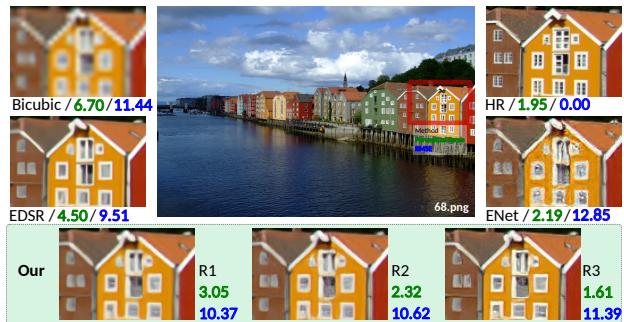 Bicubic / 6.70 / 11.44
HR / 1.95 / 0.00
Method
RMSE
EDSR / 4.50 / 9.51
68.png
ENet / 2.19 / 12.85
Our
R1
3.05
10.37
R2
2.32
10.62
R3
1.61
11.39